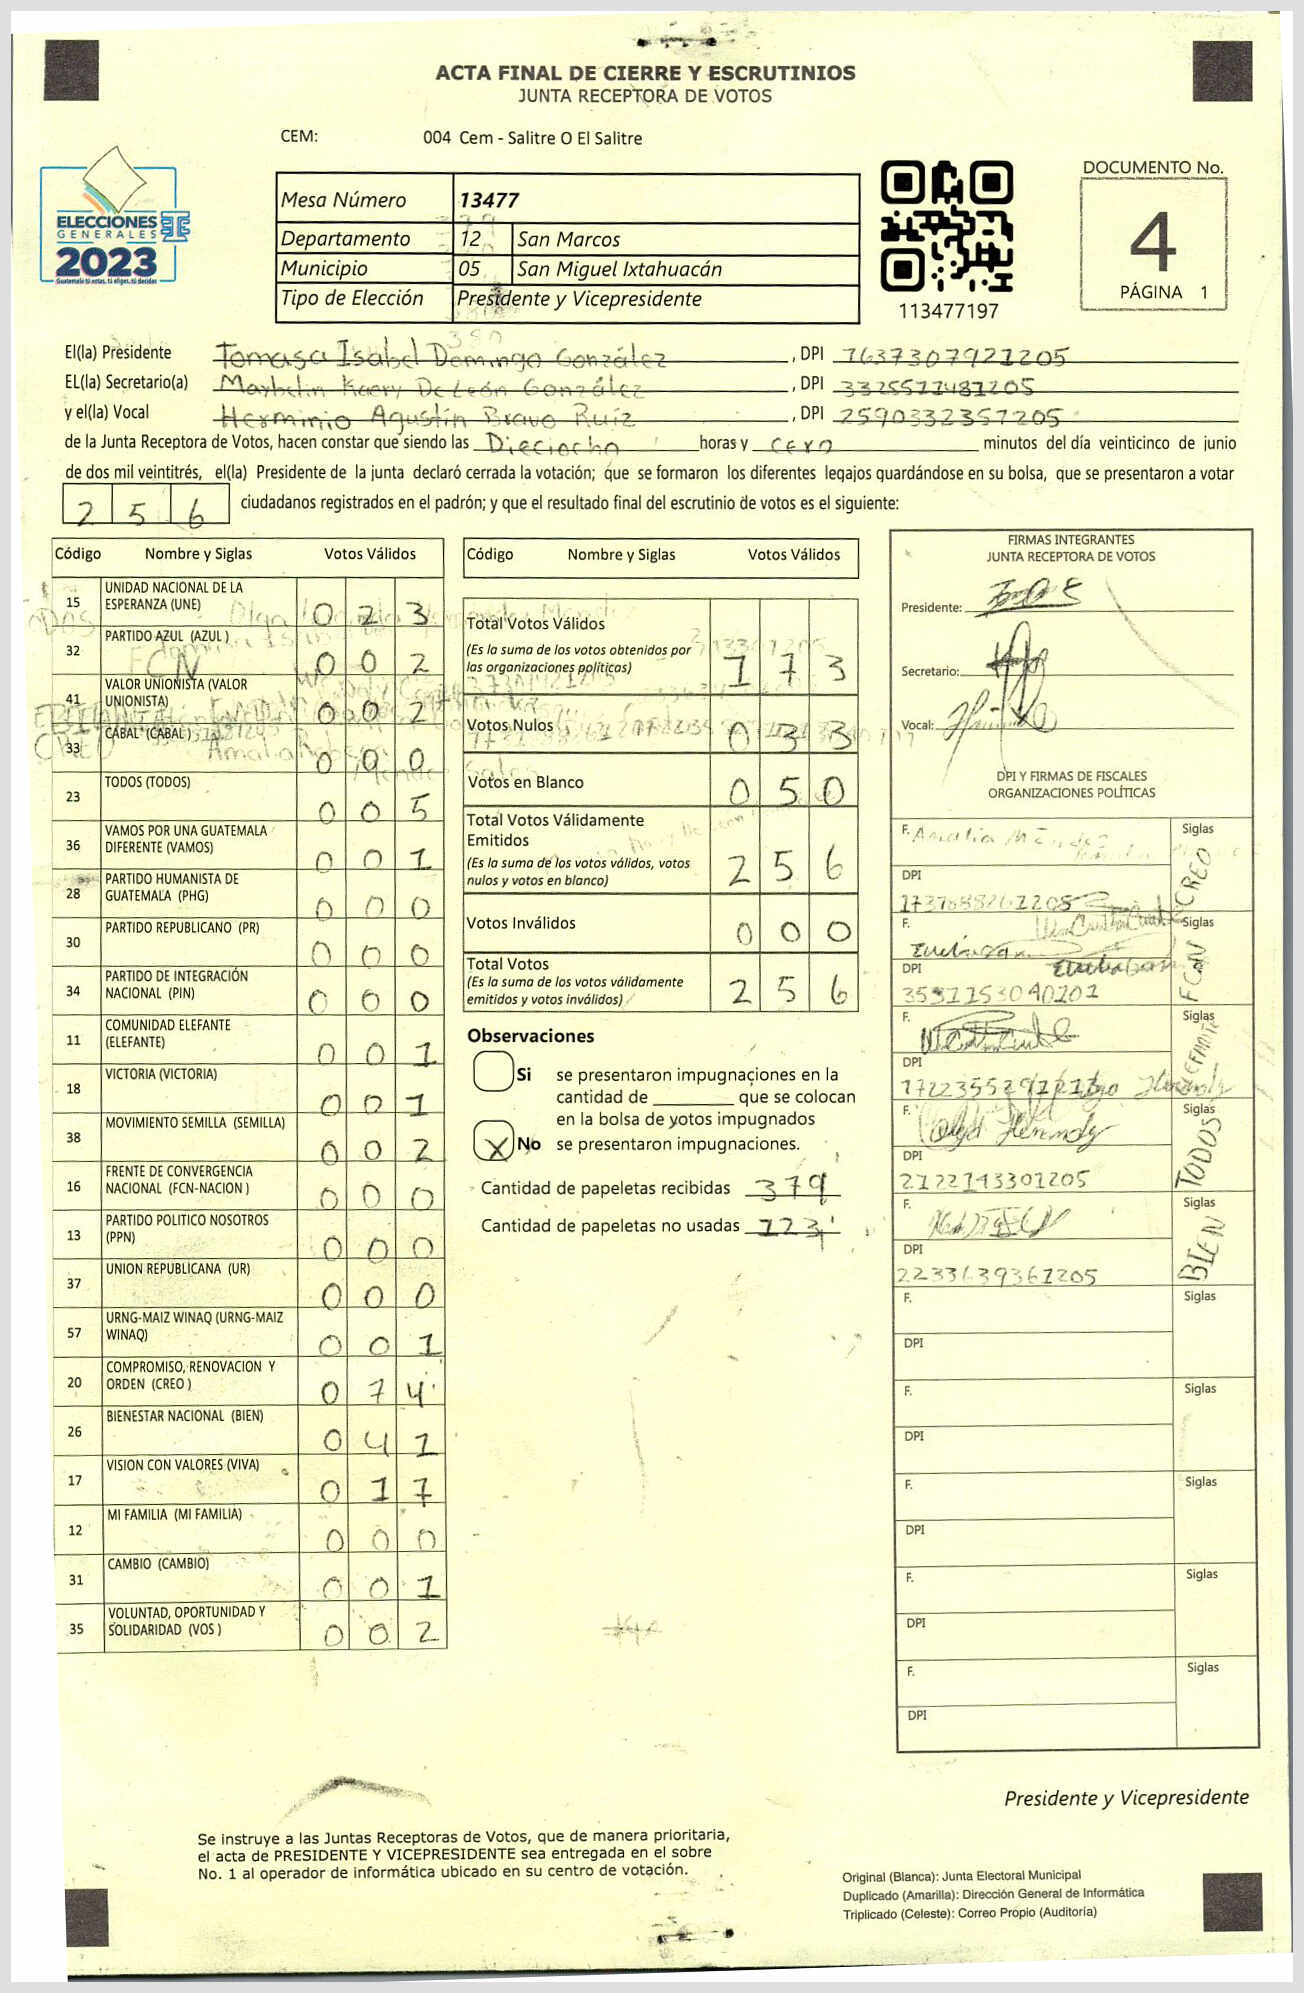 ACTA FINAL DE CIERRE Y ESCRUTINIOS
JUNTA RECEPTORA DE VOTOS
CEM: 004 Cem - Salitre O El Salitre
ELECCIONES
GENERALES
2023
Guatemala tú votas, tú eliges, tú decides
Mesa Número 13477
Departamento 12 San Marcos
Municipio 05 San Miguel Ixtahuacán
Tipo de Elección Presidente y Vicepresidente
113477197
DOCUMENTO No.
4
PÁGINA 1
El(la) Presidente Tomasa Isabel Domingo González , DPI 1637307921205
EL(la) Secretario(a) Maybelin Keery De León González , DPI 3325571481205
y el(la) Vocal Herminio Agustín Bravo Ruiz , DPI 2590332357205
de la Junta Receptora de Votos, hacen constar que siendo las Dieciocho horas y cero minutos del día veinticinco de junio
de dos mil veintitrés, el(la) Presidente de la junta declaró cerrada la votación; que se formaron los diferentes legajos guardándose en su bolsa, que se presentaron a votar
256 ciudadanos registrados en el padrón; y que el resultado final del escrutinio de votos es el siguiente:
Código Nombre y Siglas Votos Válidos
15 UNIDAD NACIONAL DE LA ESPERANZA (UNE) 0 2 3
32 PARTIDO AZUL (AZUL ) 0 0 2
41 VALOR UNIONISTA (VALOR UNIONISTA) 0 0 2
33 CABAL (CABAL ) 0 0 0
23 TODOS (TODOS) 0 0 5
36 VAMOS POR UNA GUATEMALA DIFERENTE (VAMOS) 0 0 1
28 PARTIDO HUMANISTA DE GUATEMALA (PHG) 0 0 0
30 PARTIDO REPUBLICANO (PR) 0 0 0
34 PARTIDO DE INTEGRACIÓN NACIONAL (PIN) 0 0 0
11 COMUNIDAD ELEFANTE (ELEFANTE) 0 0 1
18 VICTORIA (VICTORIA) 0 0 1
38 MOVIMIENTO SEMILLA (SEMILLA) 0 0 2
16 FRENTE DE CONVERGENCIA NACIONAL (FCN-NACION ) 0 0 0
13 PARTIDO POLITICO NOSOTROS (PPN) 0 0 0
37 UNION REPUBLICANA (UR) 0 0 0
57 URNG-MAIZ WINAQ (URNG-MAIZ WINAQ) 0 0 1
20 COMPROMISO, RENOVACION Y ORDEN (CREO ) 0 7 4
26 BIENESTAR NACIONAL (BIEN) 0 4 1
17 VISION CON VALORES (VIVA) 0 1 7
12 MI FAMILIA (MI FAMILIA) 0 0 0
31 CAMBIO (CAMBIO) 0 0 1
35 VOLUNTAD, OPORTUNIDAD Y SOLIDARIDAD (VOS ) 0 0 2
Código Nombre y Siglas Votos Válidos
Total Votos Válidos
(Es la suma de los votos obtenidos por
las organizaciones políticas) 1 7 3
Votos Nulos 0 3 3
Votos en Blanco 0 5 0
Total Votos Válidamente
Emitidos
(Es la suma de los votos válidos, votos
nulos y votos en blanco) 2 5 6
Votos Inválidos 0 0 0
Total Votos
(Es la suma de los votos válidamente
emitidos y votos inválidos) 2 5 6
Observaciones
Si se presentaron impugnaciones en la
cantidad de ________ que se colocan
en la bolsa de votos impugnados
X No se presentaron impugnaciones.
Cantidad de papeletas recibidas 379
Cantidad de papeletas no usadas 123
FIRMAS INTEGRANTES
JUNTA RECEPTORA DE VOTOS
Presidente:
Secretario:
Vocal:
DPI Y FIRMAS DE FISCALES
ORGANIZACIONES POLÍTICAS
F. Amalia Siglas CREO
DPI
F. Siglas FCN
DPI
3531153040101
F. Siglas ELEFANTE
DPI
F. Olga Siglas TODOS
DPI
2122143301205
F. Siglas BIEN
DPI
2233639361205
F. Siglas
DPI
F. Siglas
DPI
F. Siglas
DPI
F. Siglas
DPI
F. Siglas
DPI
Presidente y Vicepresidente
Se instruye a las Juntas Receptoras de Votos, que de manera prioritaria,
el acta de PRESIDENTE Y VICEPRESIDENTE sea entregada en el sobre
No. 1 al operador de informática ubicado en su centro de votación.
Original (Blanca): Junta Electoral Municipal
Duplicado (Amarilla): Dirección General de Informática
Triplicado (Celeste): Correo Propio (Auditoría)